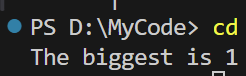 PS D:\MyCode> cd
The biggest is 1